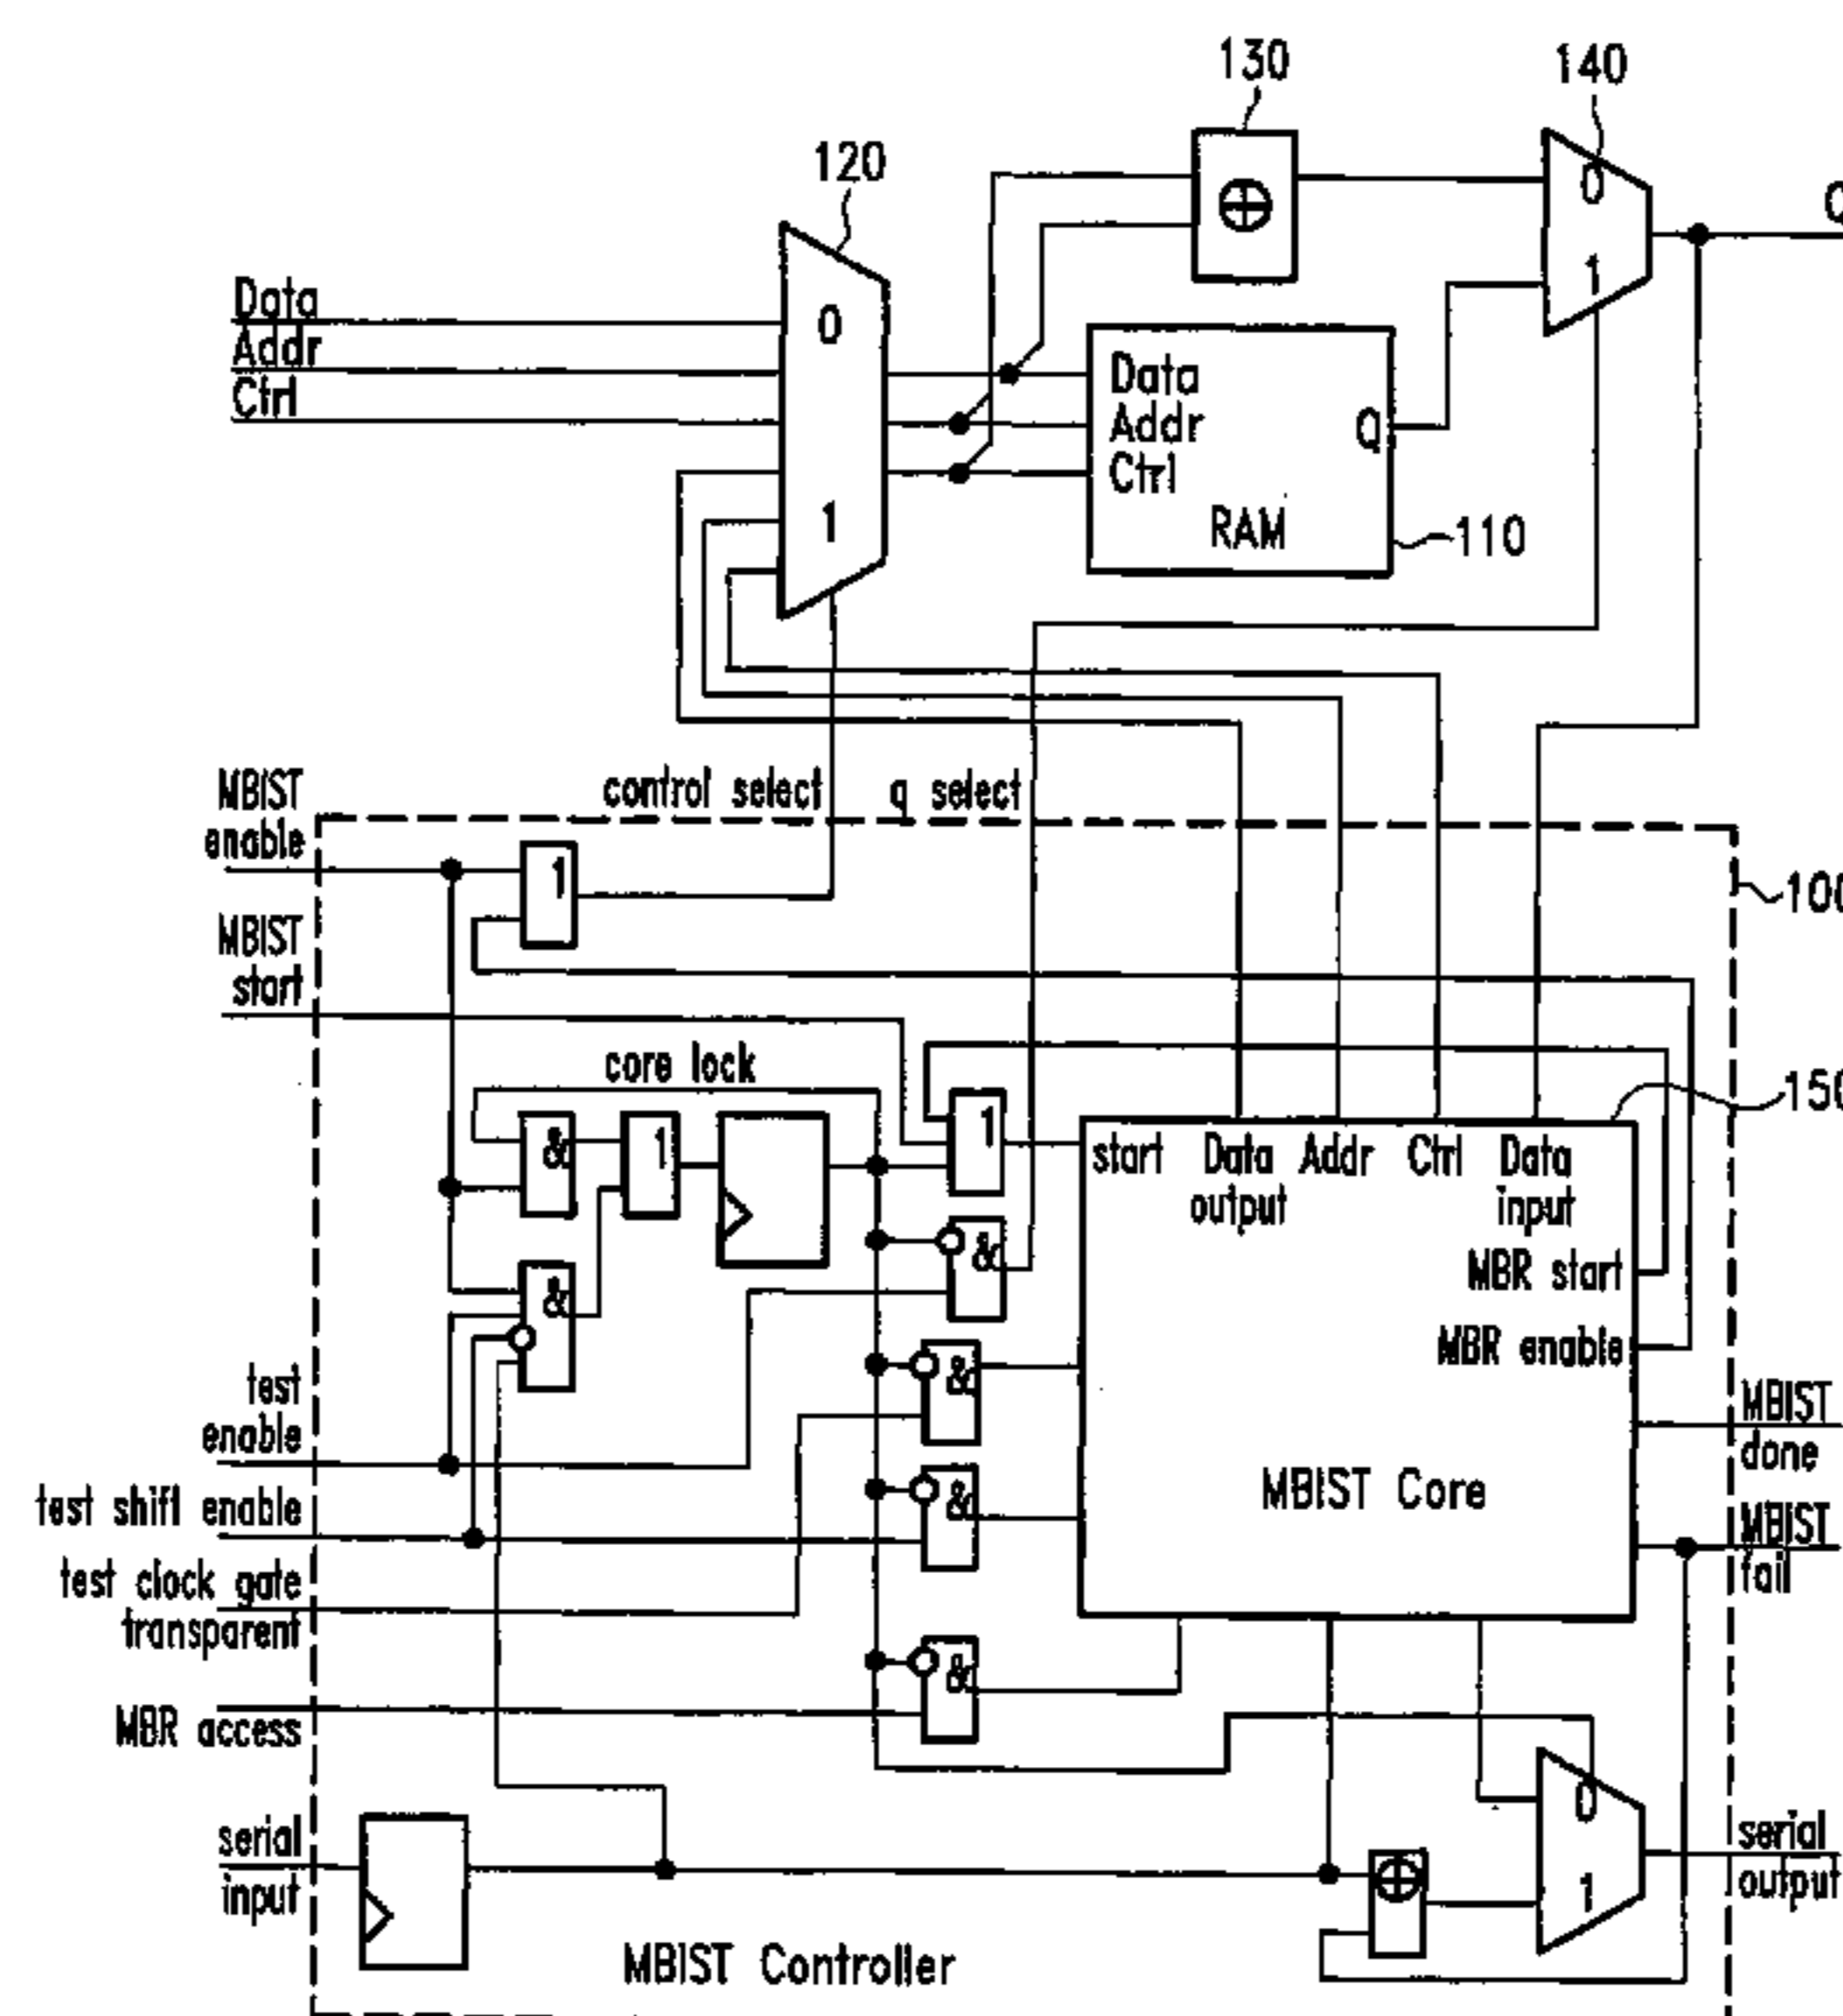 130
140
120
0
Q
Data
0
1
Addr
Ctrl
Data
Addr
Q
Ctrl
1
RAM
110
MBIST
enable
control select
q select
1
100
MBIST
start
core lock
150
&
1
1
start
Data
output
Addr
Ctrl
Data
input
&
&
MBR start
MBR enable
test
enable
&
MBIST
done
test shift enable
&
MBIST Core
MBIST
fail
test clock gate
transparent
&
MBR access
0
serial
input
1
serial
output
MBIST Controller